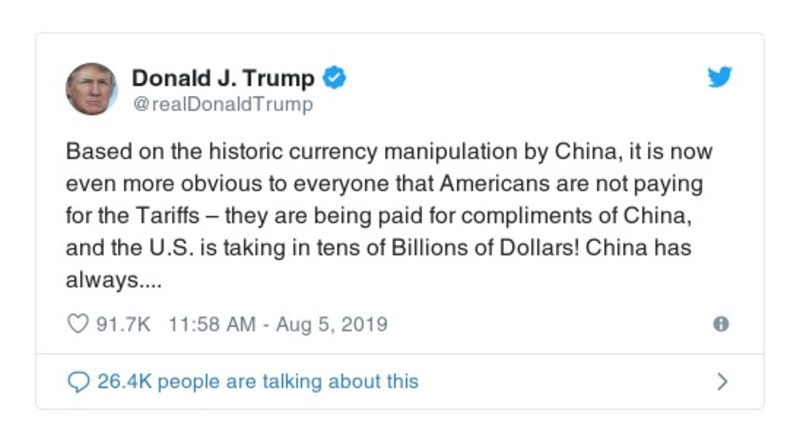 Donald J. Trump
@realDonaldTrump
Based on the historic currency manipulation by China, it is now
even more obvious to everyone that Americans are not paying
for the Tariffs – they are being paid for compliments of China,
and the U.S. is taking in tens of Billions of Dollars! China has
always....
91.7K 11:58 AM - Aug 5, 2019
26.4K people are talking about this